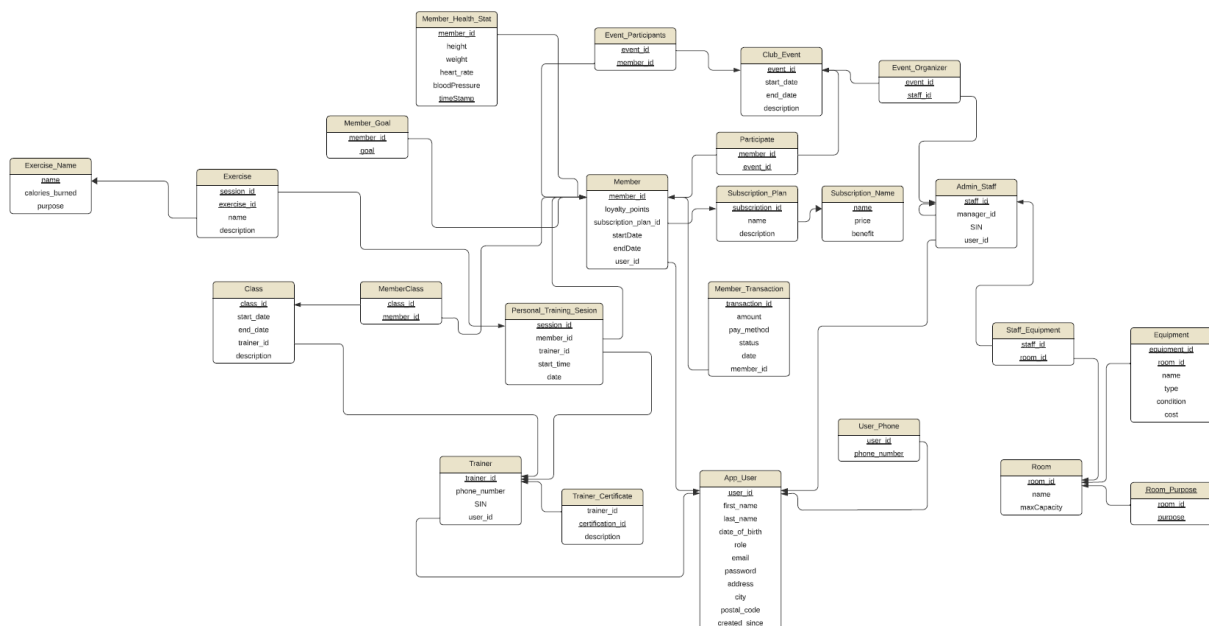 Member_Health_Stat
member_id
height
weight
heart_rate
bloodPressure
timeStamp
Event_Participants
event_id
member_id
Club_Event
event_id
start_date
end_date
description
Event_Organizer
event_id
staff_id
Member_Goal
member_id
goal
Participate
member_id
event_id
Exercise_Name
name
calories_burned
purpose
Exercise
session_id
exercise_id
name
description
Member
member_id
loyalty_points
subscription_plan_id
startDate
endDate
user_id
Subscription_Plan
subscription_id
name
description
Subscription_Name
name
price
benefit
Admin_Staff
staff_id
manager_id
SIN
user_id
Class
class_id
start_date
end_date
trainer_id
description
MemberClass
class_id
member_id
Personal_Training_Sesion
session_id
member_id
trainer_id
start_time
date
Member_Transaction
transaction_id
amount
pay_method
status
date
member_id
Staff_Equipment
staff_id
room_id
Equipment
equipment_id
room_id
name
type
condition
cost
User_Phone
user_id
phone_number
Trainer
trainer_id
phone_number
SIN
user_id
Trainer_Certificate
trainer_id
certification_id
description
App_User
user_id
first_name
last_name
date_of_birth
role
email
password
address
city
postal_code
created_since
Room
room_id
name
maxCapacity
Room_Purpose
room_id
purpose